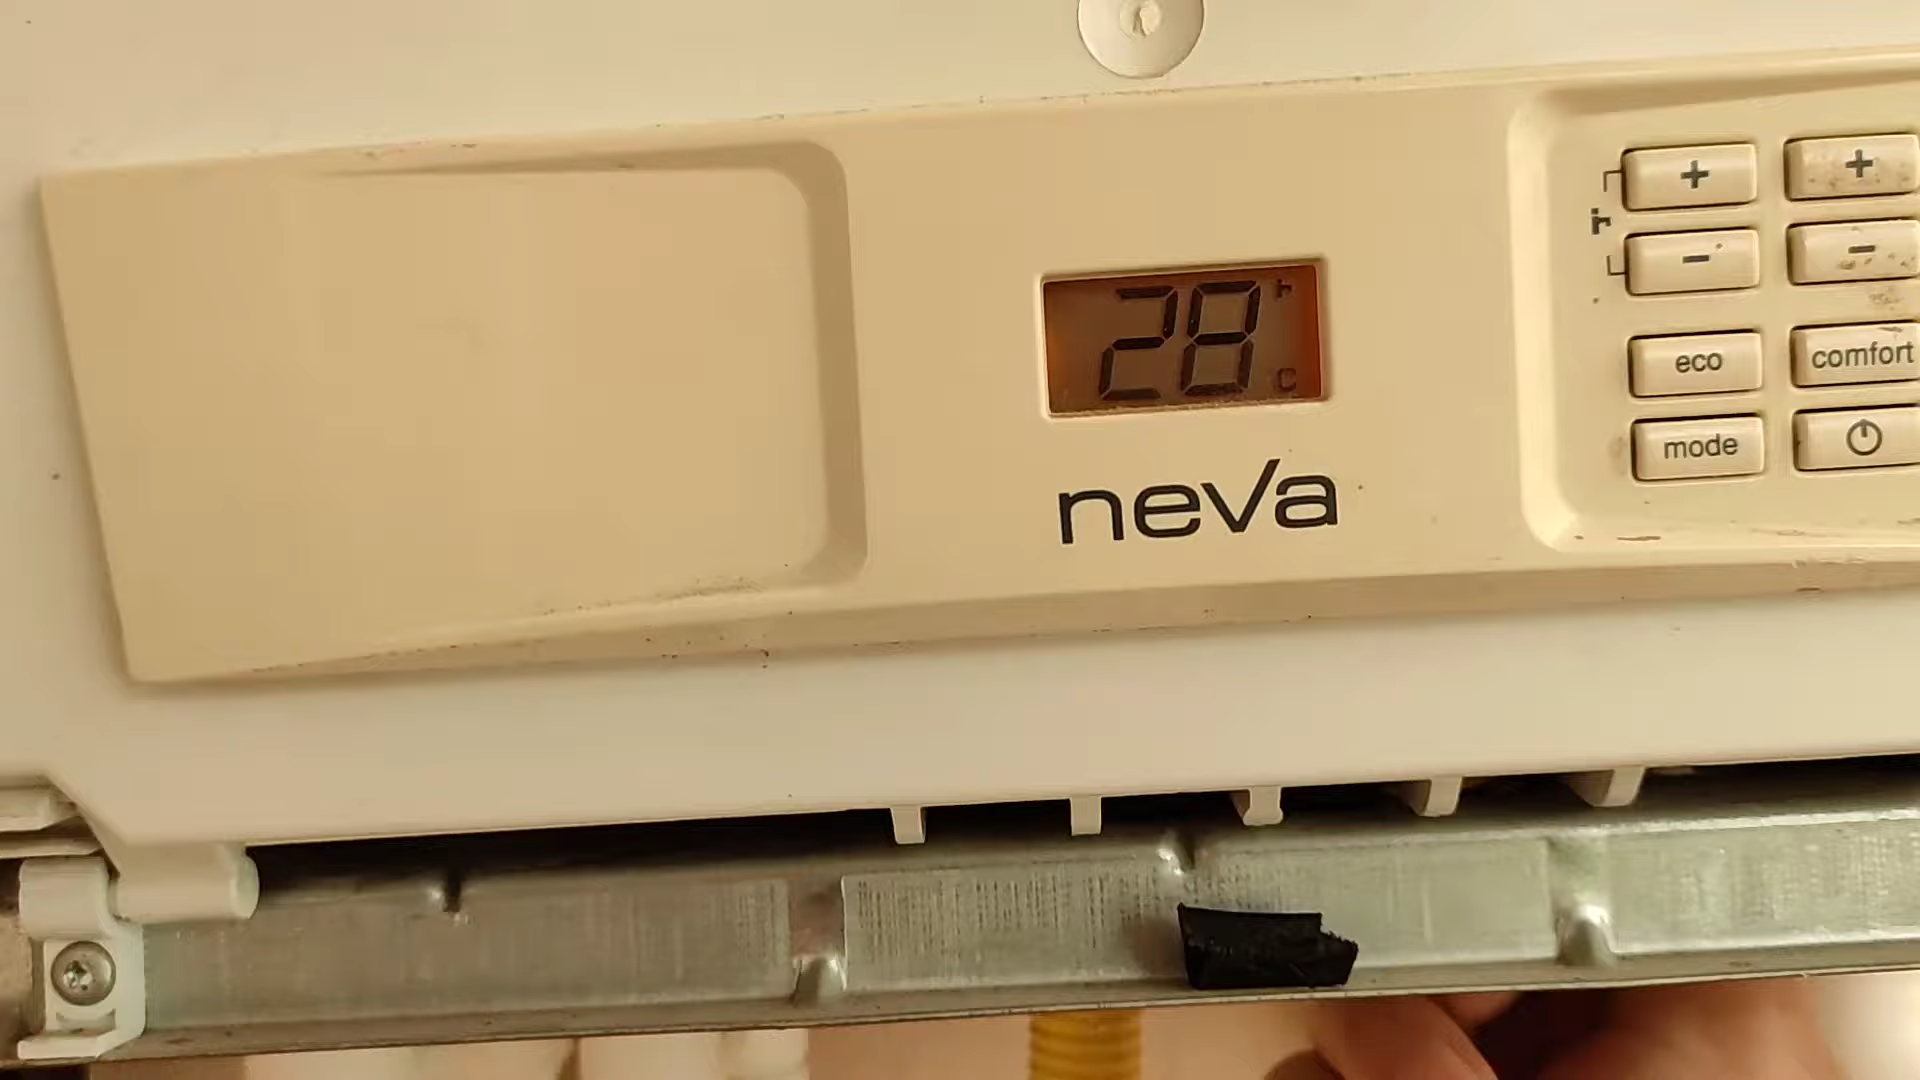 + +
- -
28
C
eco comfort
mode
neva